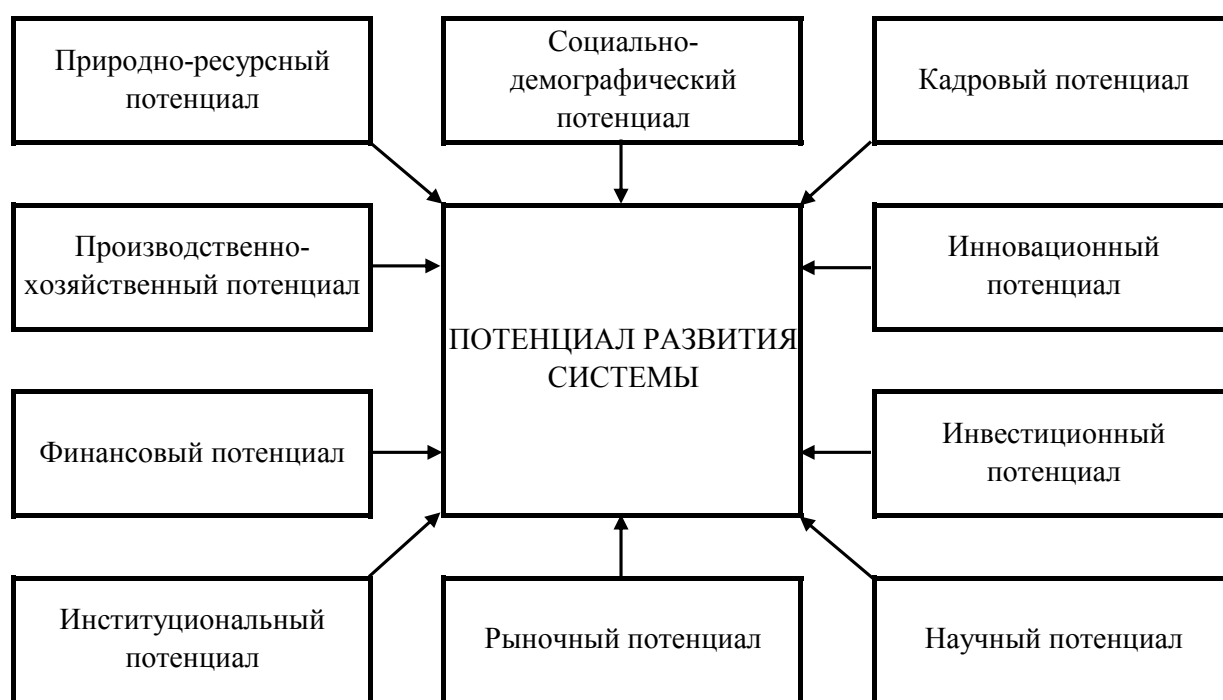 Природно-ресурсный
потенциал
Социально-
демографический
потенциал
Кадровый потенциал
Производственно-
хозяйственный потенциал
ПОТЕНЦИАЛ РАЗВИТИЯ
СИСТЕМЫ
Инновационный
потенциал
Финансовый потенциал
Инвестиционный
потенциал
Институциональный
потенциал
Рыночный потенциал
Научный потенциал